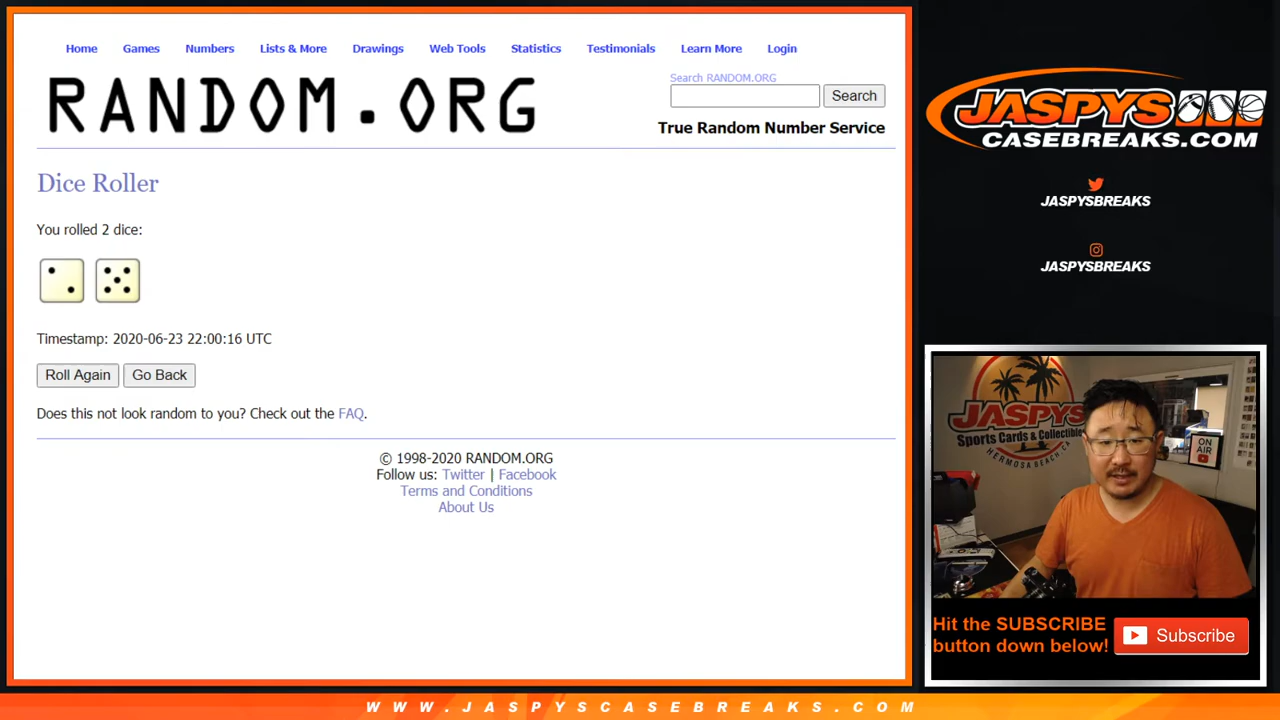 Home Games Numbers Lists & More Drawings Web Tools Statistics Testimonials Learn More Login
RANDOM.ORG
Search RANDOM.ORG
Search
True Random Number Service
Dice Roller
You rolled 2 dice:
Timestamp: 2020-06-23 22:00:16 UTC
Roll Again Go Back
Does this not look random to you? Check out the FAQ.
© 1998-2020 RANDOM.ORG
Follow us: Twitter | Facebook
Terms and Conditions
About Us
JASPYS
CASEBREAKS.COM
JASPYSBREAKS
JASPYSBREAKS
JASPYS
Sports Cards & Collectibles
HERMOSA BEACH, CA
ON
AIR
Hit the SUBSCRIBE
button down below!
Subscribe
WWW.JASPYSCASEBREAKS.COM